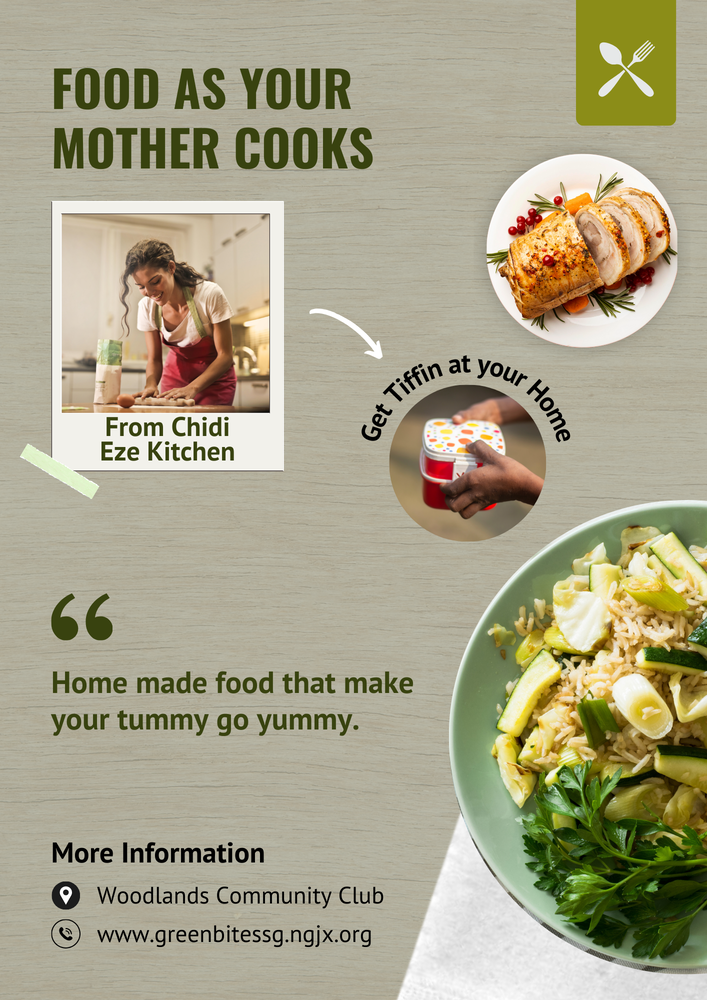 FOOD AS YOUR
MOTHER COOKS
From Chidi
Eze Kitchen
Get Tiffin at your Home
“
Home made food that make
your tummy go yummy.
More Information
Woodlands Community Club
www.greenbitessg.ngjx.org